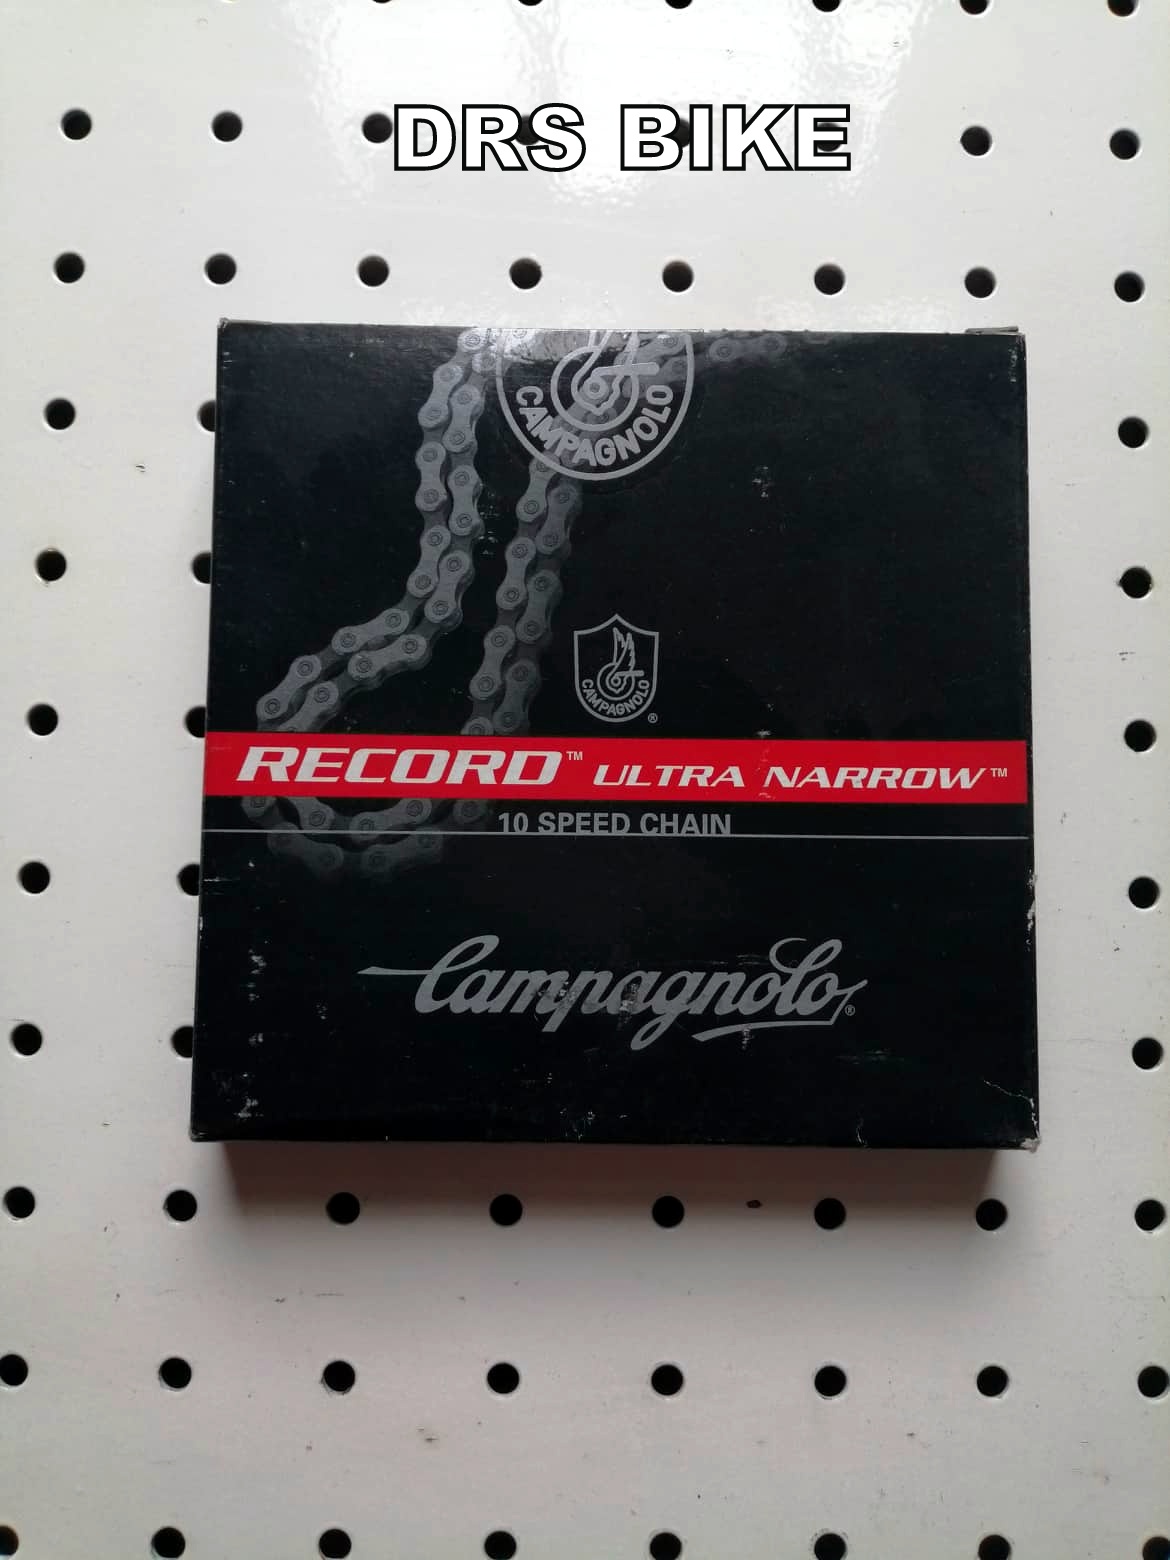 DRS BIKE
CAMPAGNOLO
CAMPAGNOLO ®
RECORD™ ULTRA NARROW™
10 SPEED CHAIN
Campagnolo®